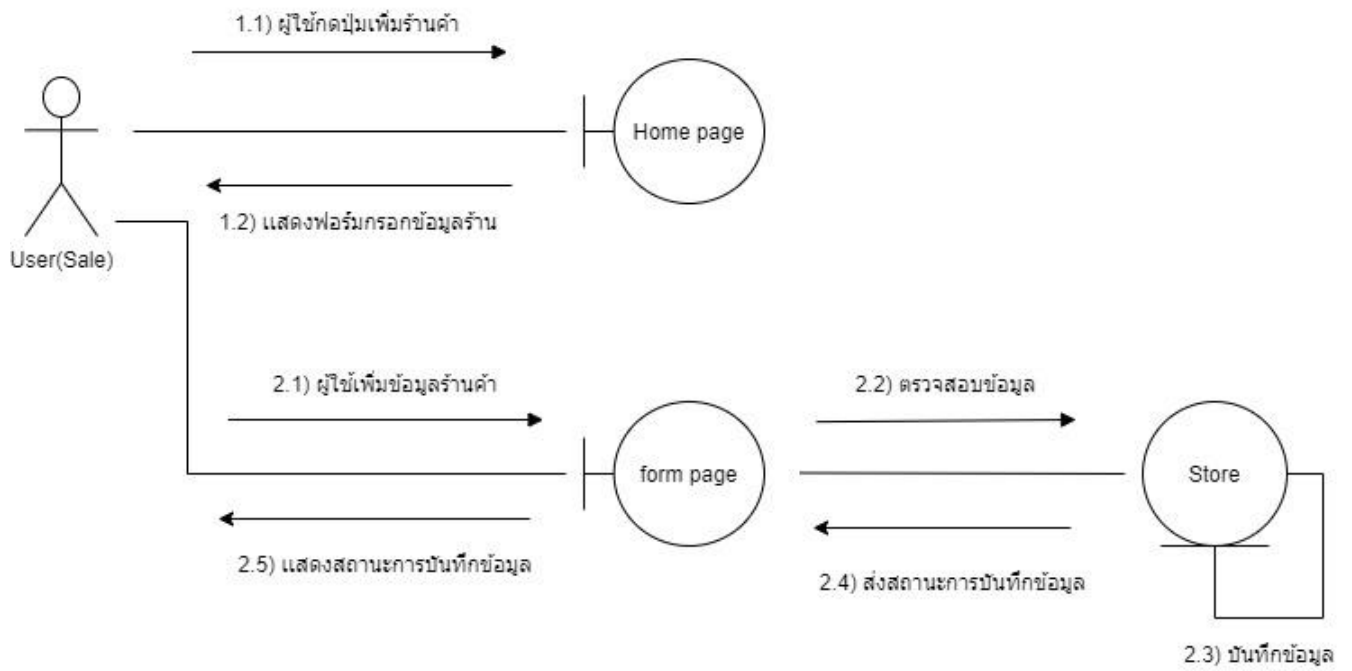 1.1) ผู้ใช้กดปุ่มเพิ่มร้านค้า
Home page
1.2) แสดงฟอร์มกรอกข้อมูลร้าน
User(Sale)
2.1) ผู้ใช้เพิ่มข้อมูลร้านค้า
2.2) ตรวจสอบข้อมูล
form page
Store
2.5) แสดงสถานะการบันทึกข้อมูล
2.4) ส่งสถานะการบันทึกข้อมูล
2.3) บันทึกข้อมูล